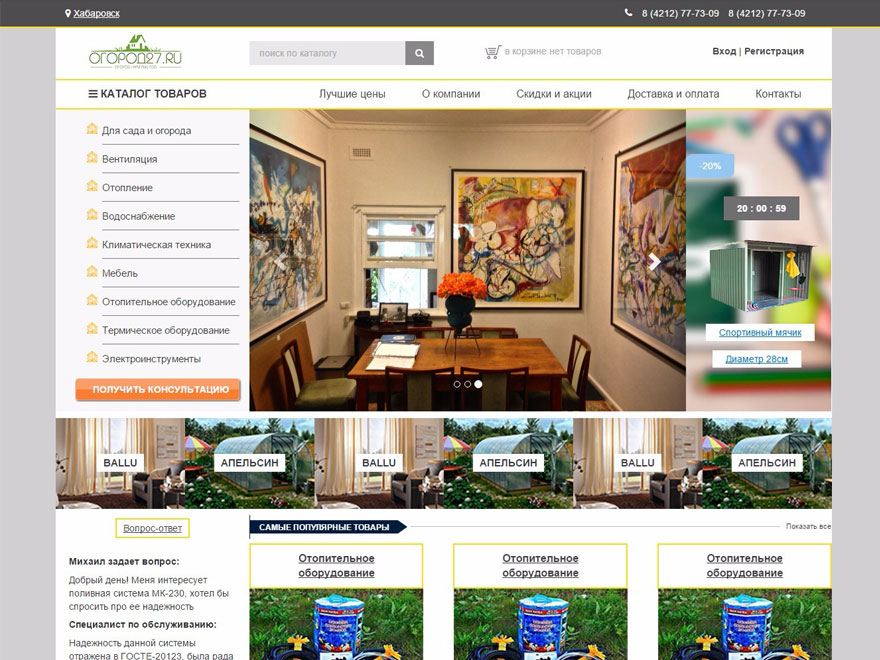 Хабаровск
8 (4212) 77-73-09 8 (4212) 77-73-09
ОГОРОД27.RU
поиск по каталогу
в корзине нет товаров
Вход | Регистрация
КАТАЛОГ ТОВАРОВ
Лучшие цены
О компании
Скидки и акции
Доставка и оплата
Контакты
Для сада и огорода
Вентиляция
Отопление
Водоснабжение
Климатическая техника
Мебель
Отопительное оборудование
Термическое оборудование
Электроинструменты
ПОЛУЧИТЬ КОНСУЛЬТАЦИЮ
-20%
20 : 00 : 59
Спортивный мячик
Диаметр 28см
BALLU
АПЕЛЬСИН
BALLU
АПЕЛЬСИН
BALLU
АПЕЛЬСИН
Вопрос-ответ
Михаил задает вопрос:
Добрый день! Меня интересует
поливная система МК-230, хотел бы
спросить про ее надежность
Специалист по обслуживанию:
Надежность данной системы
отражена в ГОСТЕ-20123, была рада
САМЫЕ ПОПУЛЯРНЫЕ ТОВАРЫ
Показать все
Отопительное
оборудование
Отопительное
оборудование
Отопительное
оборудование